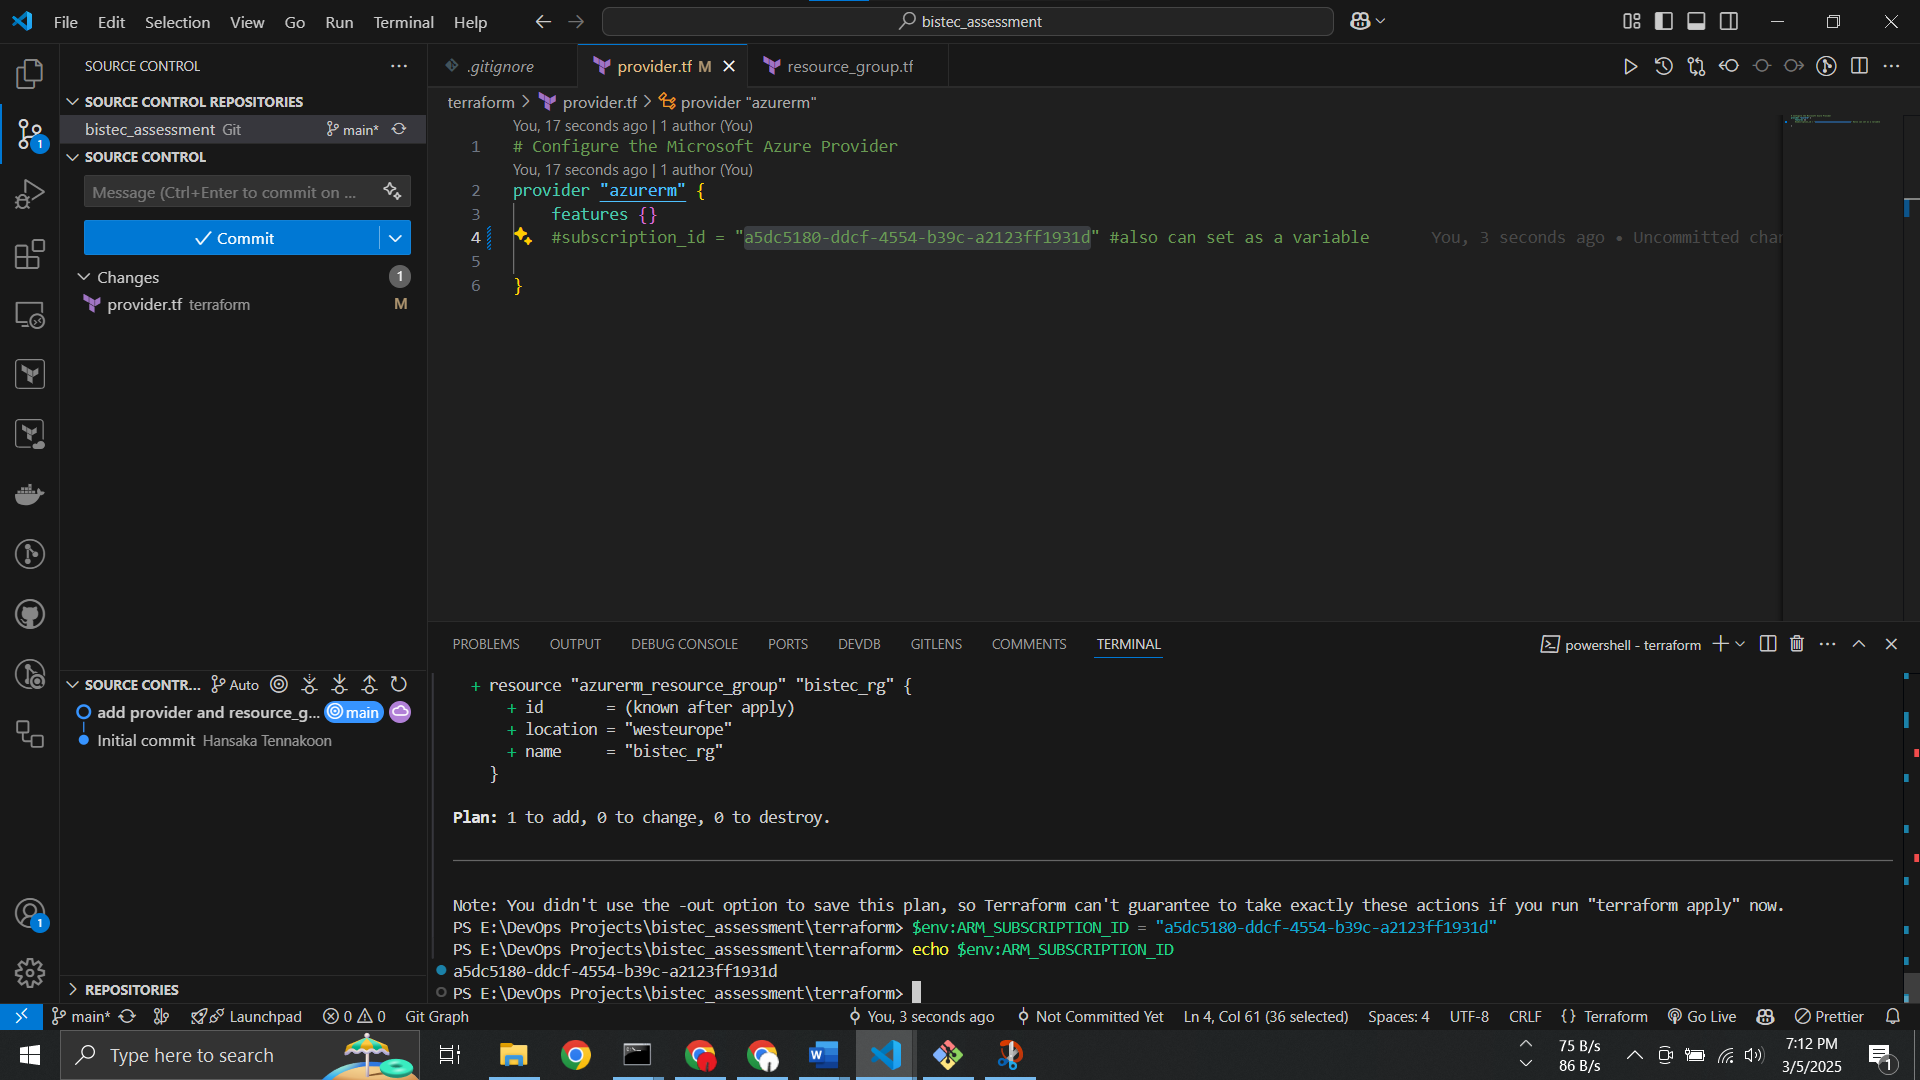 File Edit Selection View Go Run Terminal Help
bistec_assessment
SOURCE CONTROL
SOURCE CONTROL REPOSITORIES
bistec_assessment Git main*
SOURCE CONTROL
Message (Ctrl+Enter to commit on ...
Commit
Changes 1
provider.tf terraform M
.gitignore provider.tf M resource_group.tf
terraform > provider.tf > provider "azurerm"
You, 17 seconds ago | 1 author (You)
1 # Configure the Microsoft Azure Provider
You, 17 seconds ago | 1 author (You)
2 provider "azurerm" {
3 features {}
4 #subscription_id = "a5dc5180-ddcf-4554-b39c-a2123ff1931d" #also can set as a variable You, 3 seconds ago • Uncommitted chan
5
6 }
SOURCE CONTR... Auto
add provider and resource_g... main
Initial commit Hansaka Tennakoon
REPOSITORIES
PROBLEMS OUTPUT DEBUG CONSOLE PORTS DEVDB GITLENS COMMENTS TERMINAL
powershell - terraform
+ resource "azurerm_resource_group" "bistec_rg" {
+ id = (known after apply)
+ location = "westeurope"
+ name = "bistec_rg"
}
Plan: 1 to add, 0 to change, 0 to destroy.
Note: You didn't use the -out option to save this plan, so Terraform can't guarantee to take exactly these actions if you run "terraform apply" now.
PS E:\DevOps Projects\bistec_assessment\terraform> $env:ARM_SUBSCRIPTION_ID = "a5dc5180-ddcf-4554-b39c-a2123ff1931d"
PS E:\DevOps Projects\bistec_assessment\terraform> echo $env:ARM_SUBSCRIPTION_ID
a5dc5180-ddcf-4554-b39c-a2123ff1931d
PS E:\DevOps Projects\bistec_assessment\terraform>
main* Launchpad 0 0 Git Graph You, 3 seconds ago Not Committed Yet Ln 4, Col 61 (36 selected) Spaces: 4 UTF-8 CRLF {} Terraform Go Live Prettier
Type here to search
75 B/s
86 B/s
7:12 PM
3/5/2025
1